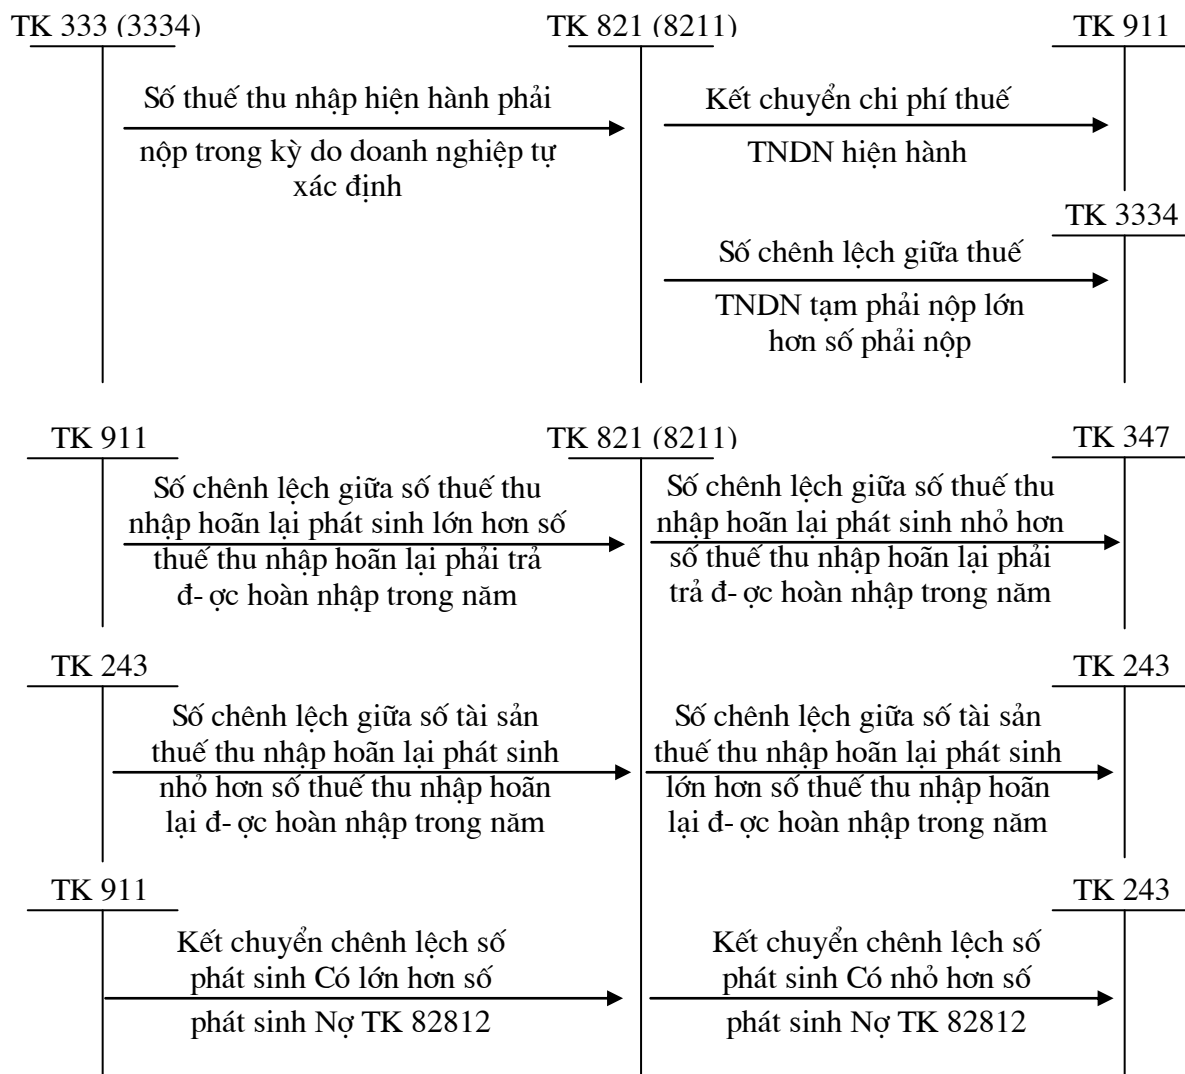 TK 333 (3334)
TK 821 (8211)
TK 911
Số thuế thu nhập hiện hành phải
nộp trong kỳ do doanh nghiệp tự
xác định
Kết chuyển chi phí thuế
TNDN hiện hành
TK 3334
Số chênh lệch giữa thuế
TNDN tạm phải nộp lớn
hơn số phải nộp
TK 911
TK 821 (8211)
TK 347
Số chênh lệch giữa số thuế thu
nhập hoãn lại phát sinh lớn hơn số
thuế thu nhập hoãn lại phải trả
đ- ợc hoàn nhập trong năm
Số chênh lệch giữa số thuế thu
nhập hoãn lại phát sinh nhỏ hơn
số thuế thu nhập hoãn lại phải
trả đ- ợc hoàn nhập trong năm
TK 243
TK 243
Số chênh lệch giữa số tài sản
thuế thu nhập hoãn lại phát sinh
nhỏ hơn số thuế thu nhập hoãn
lại đ- ợc hoàn nhập trong năm
Số chênh lệch giữa số tài sản
thuế thu nhập hoãn lại phát sinh
lớn hơn số thuế thu nhập hoãn
lại đ- ợc hoàn nhập trong năm
TK 911
TK 243
Kết chuyển chênh lệch số
phát sinh Có lớn hơn số
phát sinh Nợ TK 82812
Kết chuyển chênh lệch số
phát sinh Có nhỏ hơn số
phát sinh Nợ TK 82812